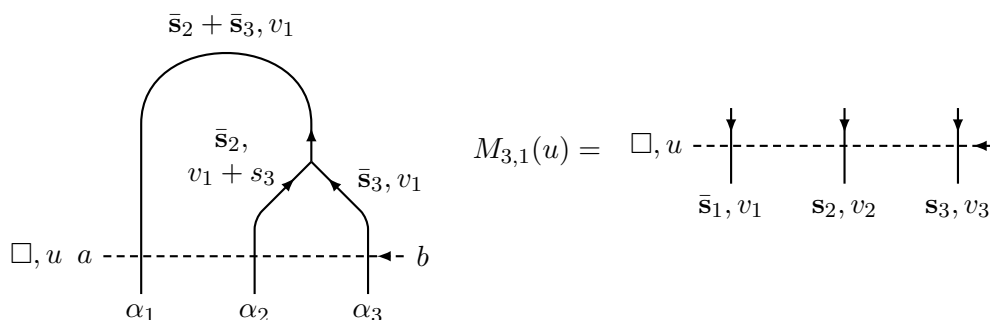 s̄₂ + s̄₃, v₁
s̄₂,
v₁ + s₃
s̄₃, v₁
□, u a
b
α₁ α₂ α₃
M₃,₁(u) = □, u
s̄₁, v₁ s₂, v₂ s₃, v₃